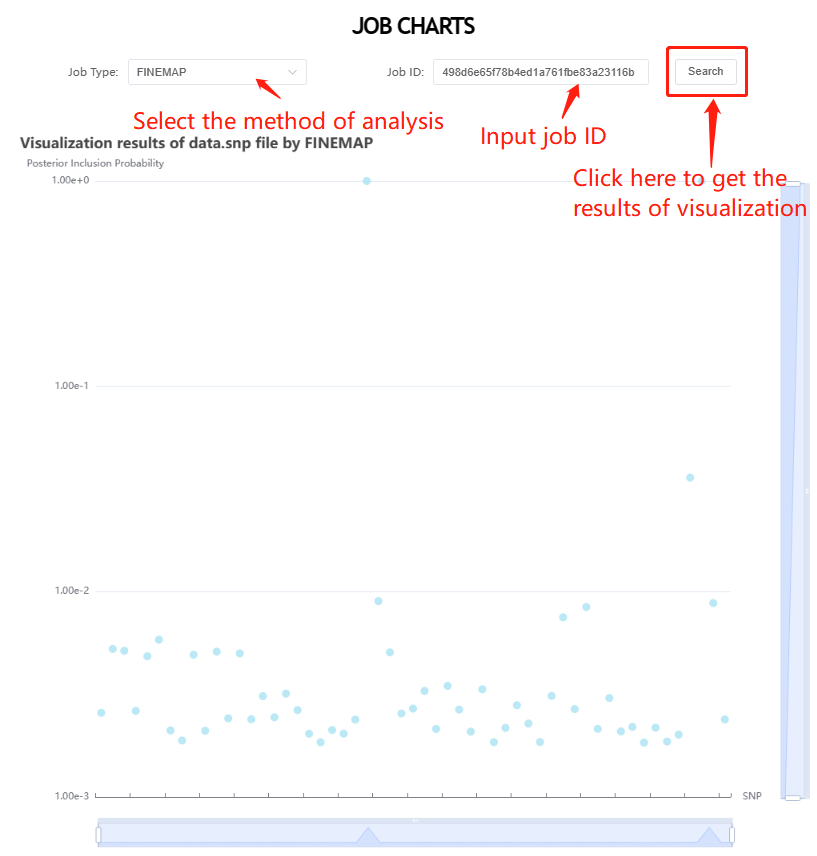 JOB CHARTS
Job Type: FINEMAP Job ID: 498d6e65f78b4ed1a761fbe83a23116b Search
Select the method of analysis
Input job ID
Visualization results of data.snp file by FINEMAP
Posterior Inclusion Probability
Click here to get the
results of visualization
1.00e+0
1.00e-1
1.00e-2
1.00e-3
SNP